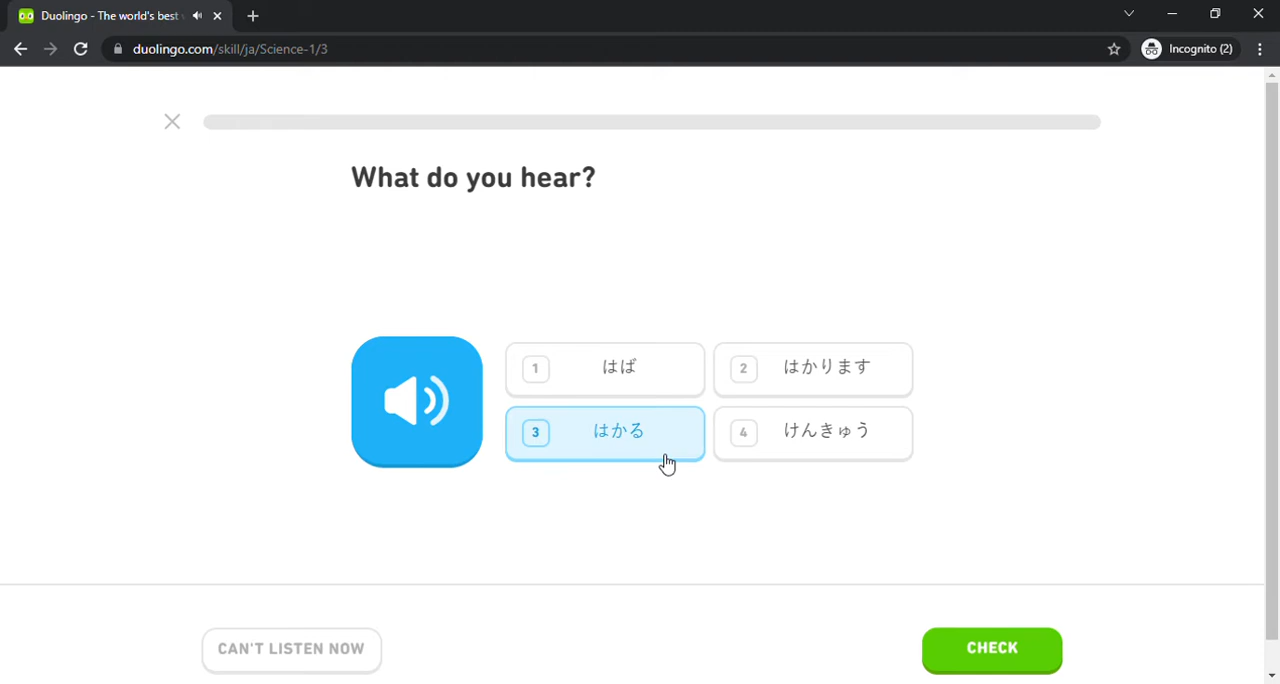 Duolingo - The world's best
duolingo.com/skill/ja/Science-1/3
Incognito (2)
What do you hear?
1 はば
2 はかります
3 はかる
4 けんきゅう
CAN'T LISTEN NOW
CHECK